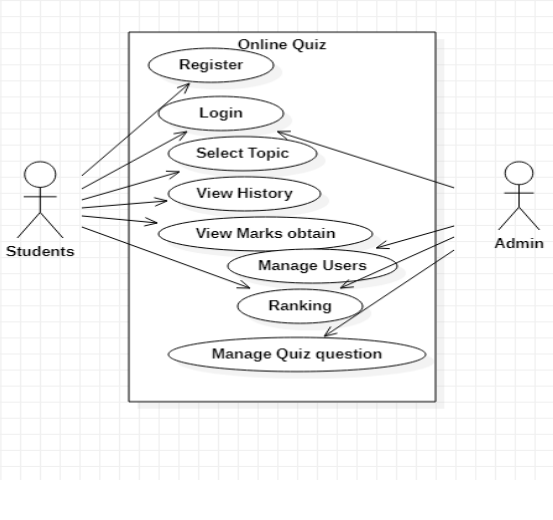 Online Quiz
Register
Login
Select Topic
View History
View Marks obtain
Students
Admin
Manage Users
Ranking
Manage Quiz question